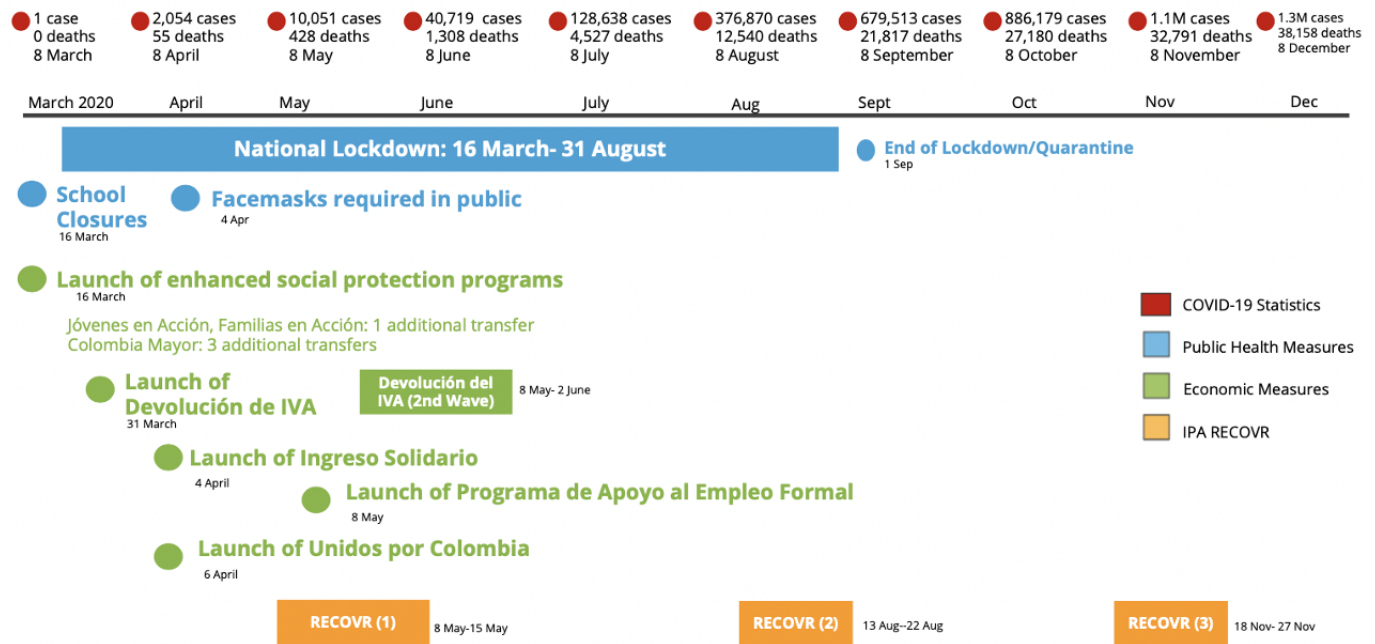 1 case
0 deaths
8 March
2,054 cases
55 deaths
8 April
10,051 cases
428 deaths
8 May
40,719 cases
1,308 deaths
8 June
128,638 cases
4,527 deaths
8 July
376,870 cases
12,540 deaths
8 August
679,513 cases
21,817 deaths
8 September
886,179 cases
27,180 deaths
8 October
1.1M cases
32,791 deaths
8 November
1.3M cases
38,158 deaths
8 December
March 2020 April May June July Aug Sept Oct Nov Dec
National Lockdown: 16 March- 31 August
End of Lockdown/Quarantine
1 Sep
School
Closures
16 March
Facemasks required in public
4 Apr
Launch of enhanced social protection programs
16 March
Jóvenes en Acción, Familias en Acción: 1 additional transfer
Colombia Mayor: 3 additional transfers
Launch of
Devolución de IVA
31 March
Devolución del
IVA (2nd Wave)
8 May- 2 June
Launch of Ingreso Solidario
4 April
Launch of Programa de Apoyo al Empleo Formal
8 May
Launch of Unidos por Colombia
6 April
COVID-19 Statistics
Public Health Measures
Economic Measures
IPA RECOVR
RECOVR (1)
8 May-15 May
RECOVR (2)
13 Aug--22 Aug
RECOVR (3)
18 Nov- 27 Nov